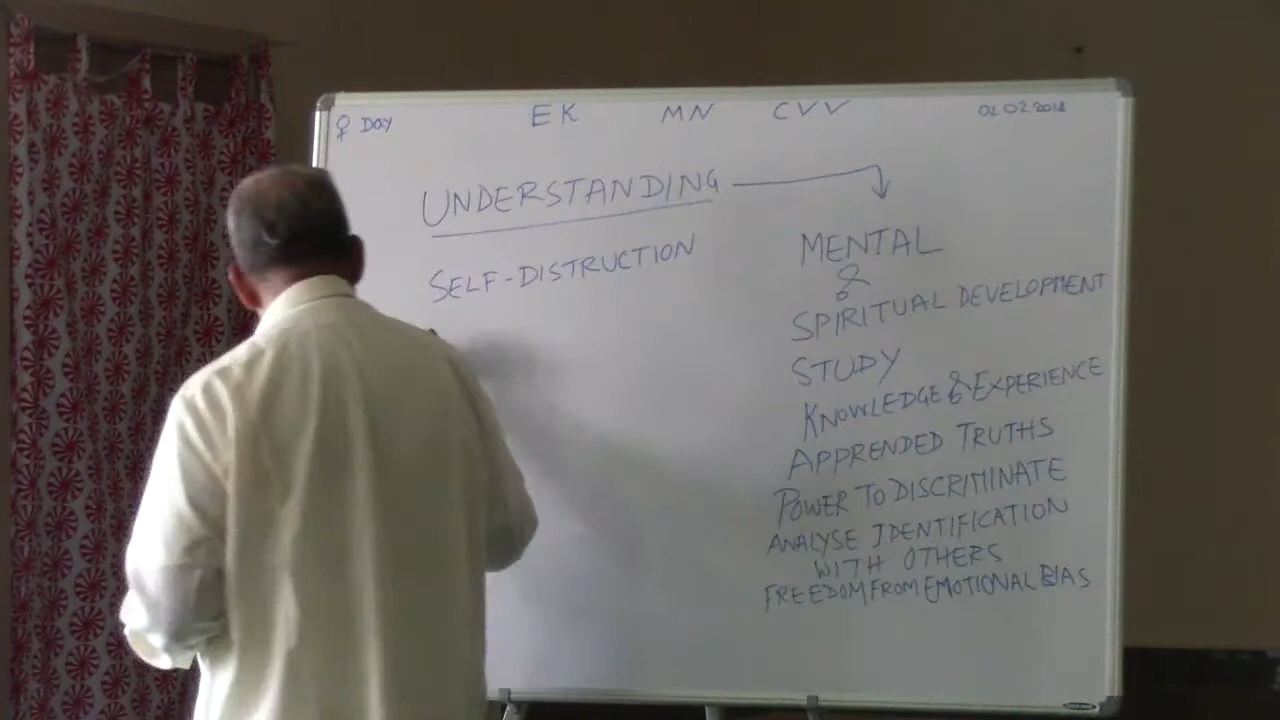 ♀ DAY EK MN CVV 02.02.2018
UNDERSTANDING
SELF-DISTRUCTION
MENTAL
&
SPIRITUAL DEVELOPMENT
STUDY
KNOWLEDGE & EXPERIENCE
APPRENDED TRUTHS
POWER TO DISCRIMINATE
ANALYSE IDENTIFICATION
WITH OTHERS
FREEDOM FROM EMOTIONAL BIAS